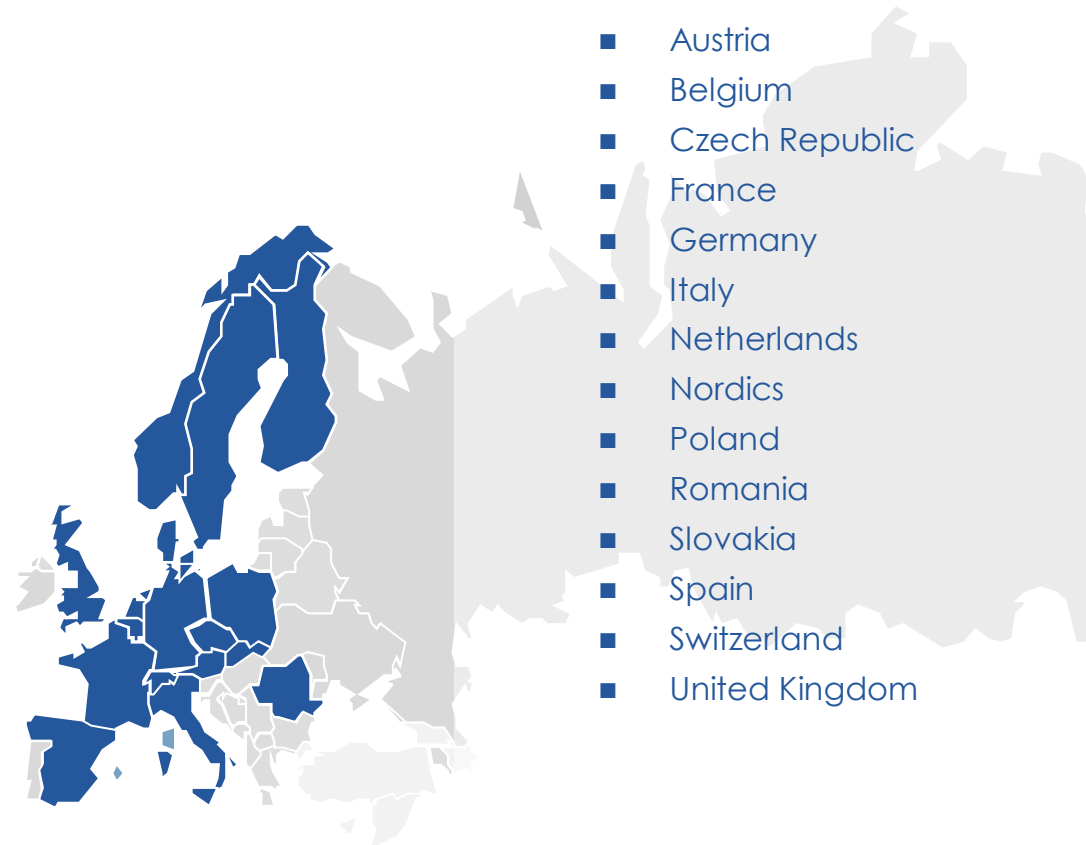 Austria
Belgium
Czech Republic
France
Germany
Italy
Netherlands
Nordics
Poland
Romania
Slovakia
Spain
Switzerland
United Kingdom